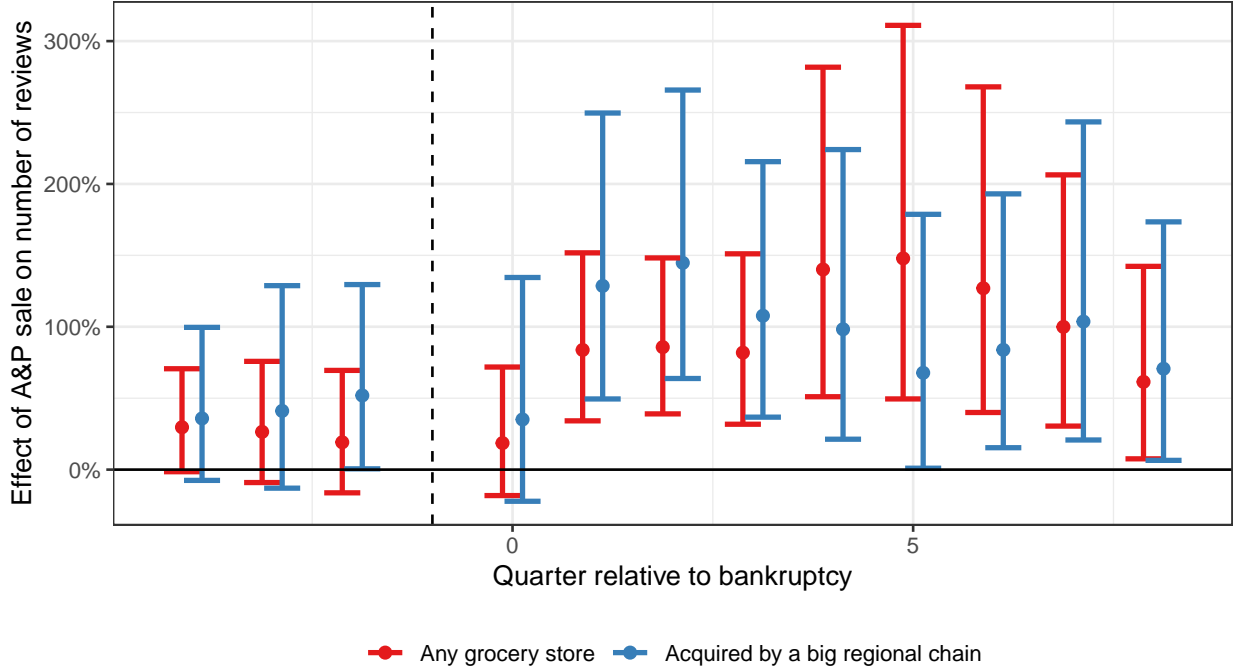 Effect of A&P sale on number of reviews
300%
200%
100%
0%
0
5
Quarter relative to bankruptcy
Any grocery store
Acquired by a big regional chain